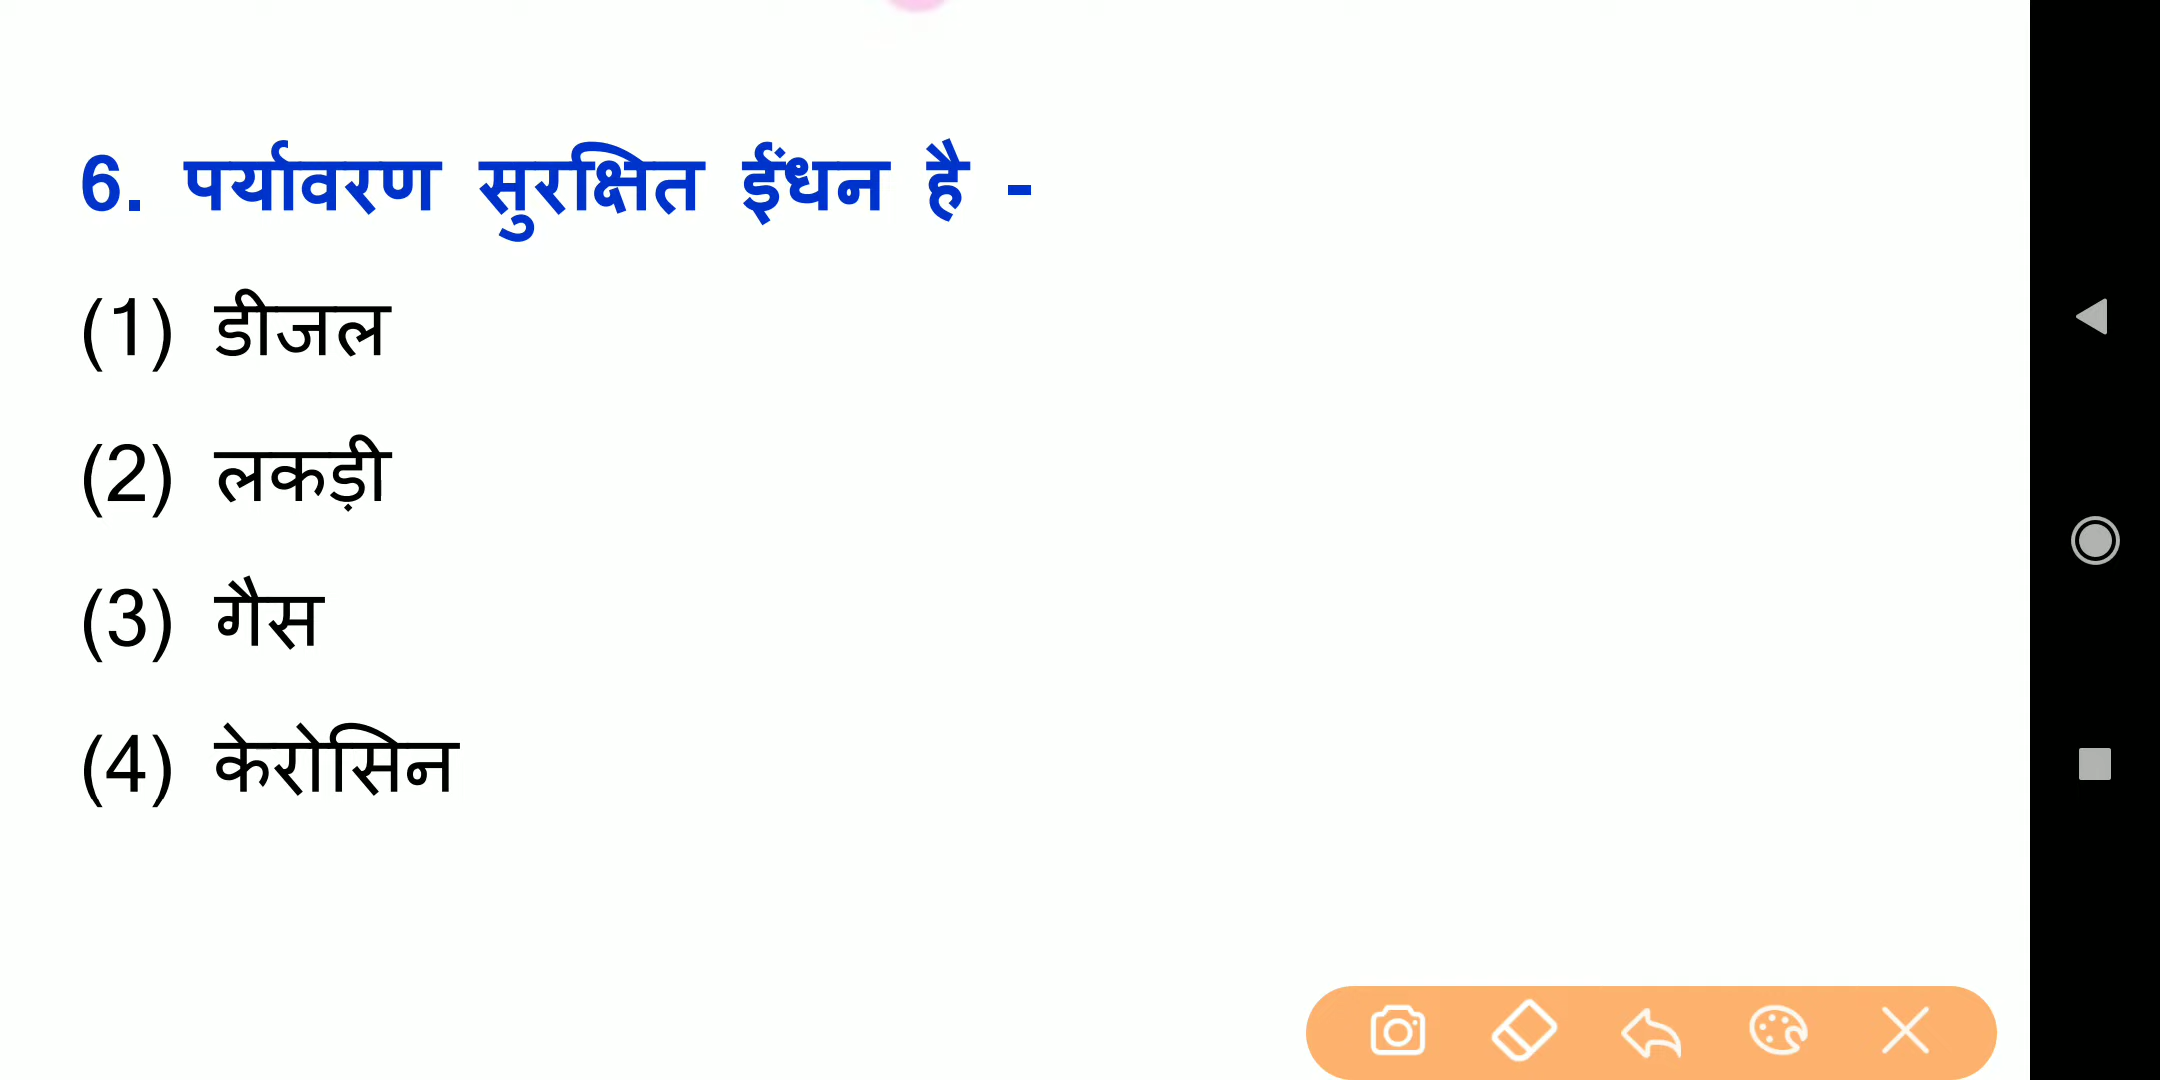 6. पर्यावरण सुरक्षित ईंधन है -
(1) डीजल
(2) लकड़ी
(3) गैस
(4) केरोसिन